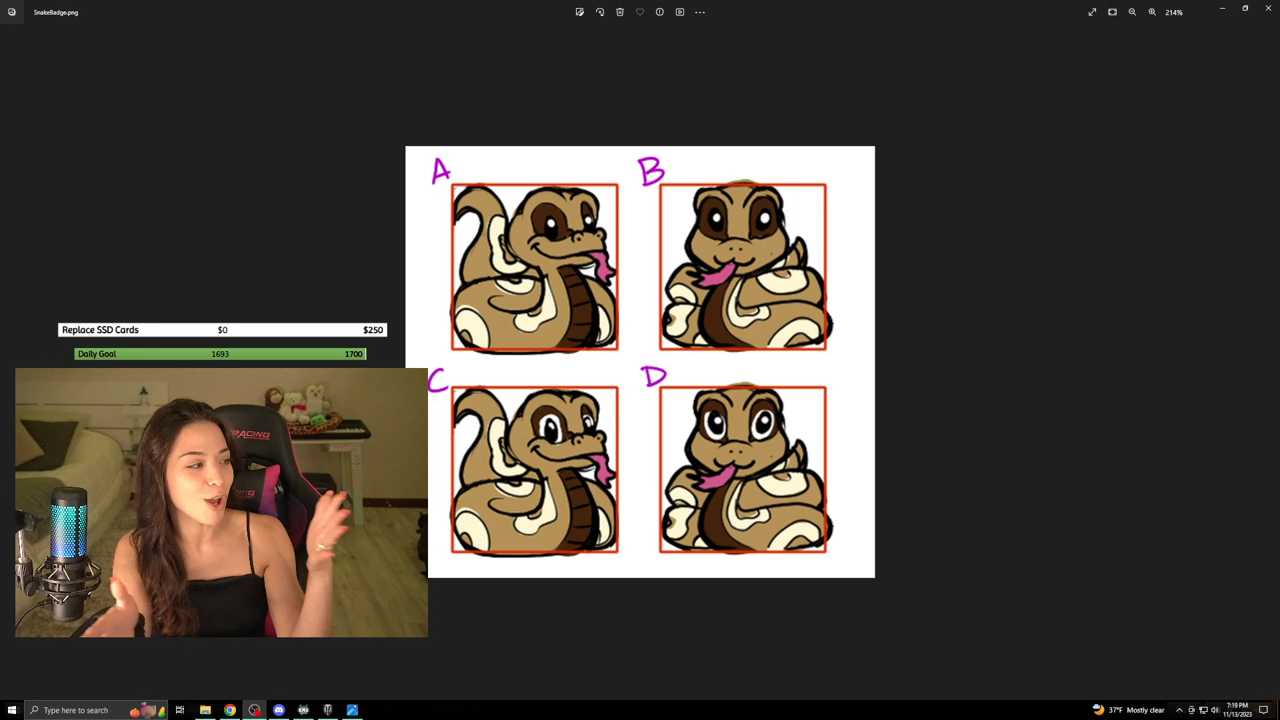 SnakeBadge.png
214%
A
B
Replace SSD Cards $0 $250
Daily Goal 1693 1700
C
D
RACING
Type here to search
37°F Mostly clear
7:19 PM
11/13/2023